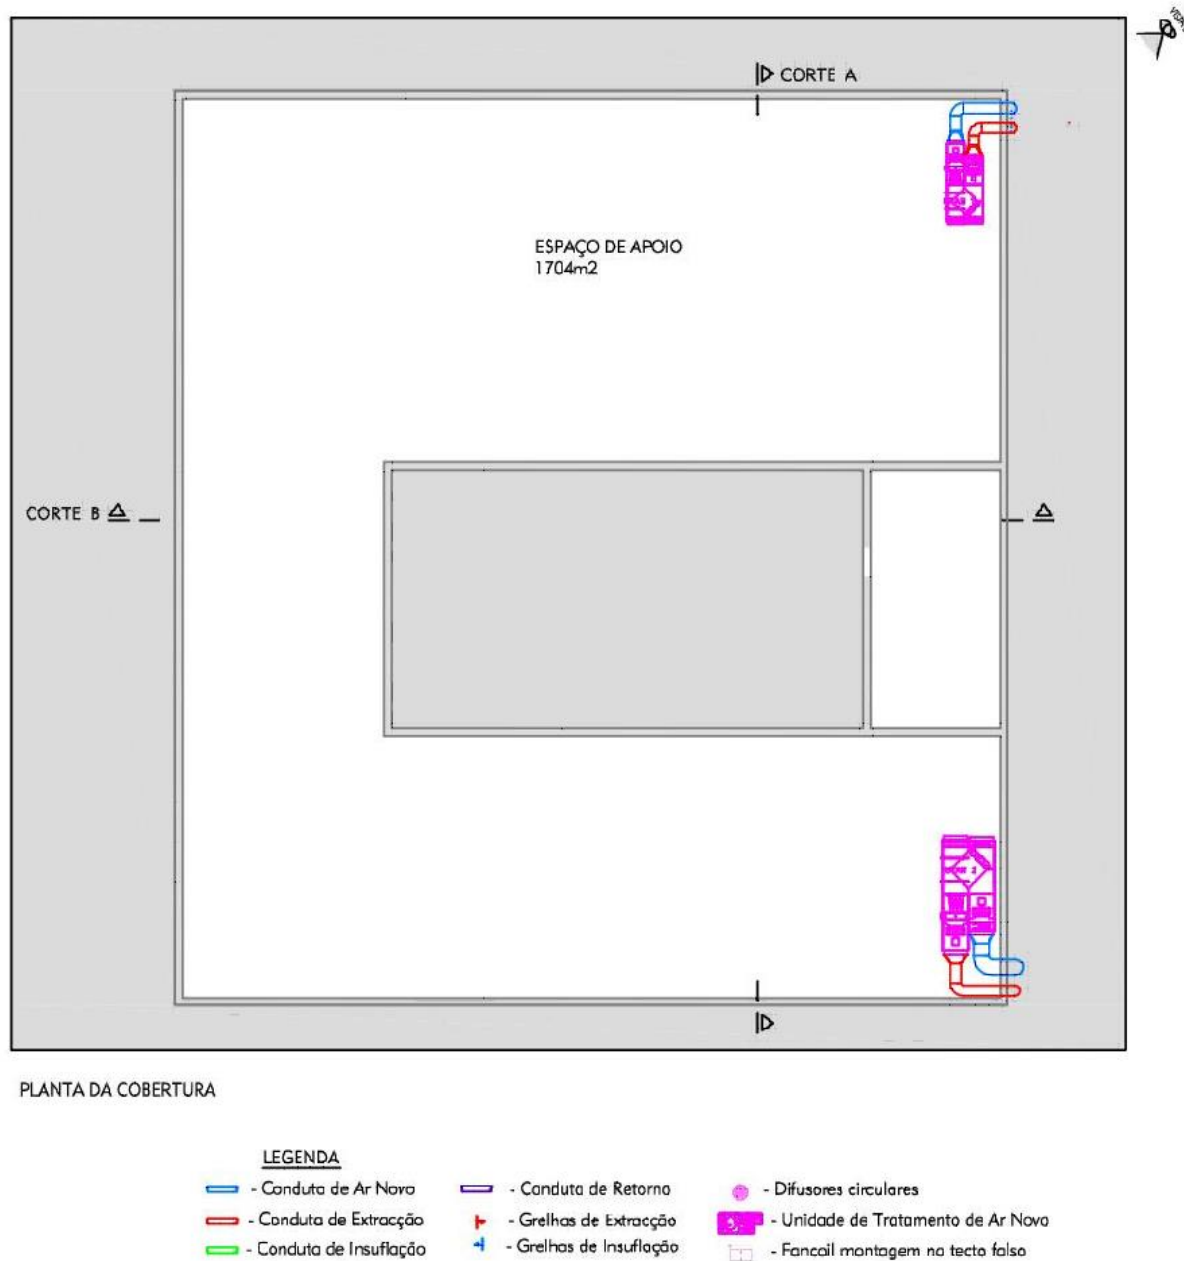 CORTE A
ESPAÇO DE APOIO
1704m2
CORTE B
PLANTA DA COBERTURA
LEGENDA
- Conduta de Ar Novo
- Conduta de Extracção
- Conduta de Insuflação
- Conduta de Retorno
- Grelhas de Extracção
- Grelhas de Insuflação
- Difusores circulares
- Unidade de Tratamento de Ar Novo
- Fancoil montagem no tecto falso